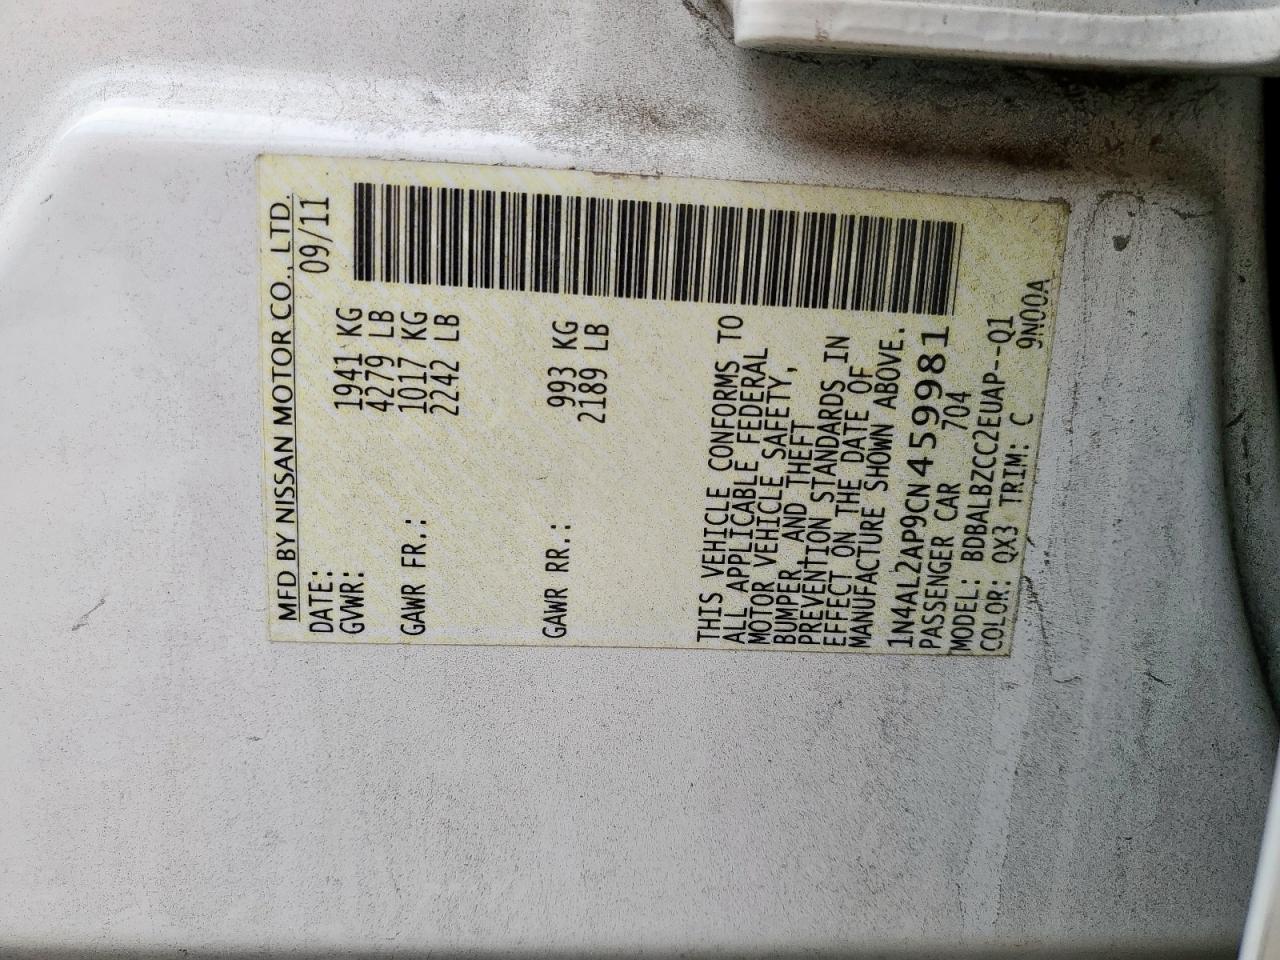 MFD BY NISSAN MOTOR CO., LTD.
DATE: 09/11
GVWR: 1941 KG
4279 LB
GAWR FR.: 1017 KG
2242 LB
GAWR RR.: 993 KG
2189 LB
THIS VEHICLE CONFORMS TO
ALL APPLICABLE FEDERAL
MOTOR VEHICLE SAFETY,
BUMPER, AND THEFT
PREVENTION STANDARDS IN
EFFECT ON THE DATE OF
MANUFACTURE SHOWN ABOVE.
1N4AL2AP9CN459981
PASSENGER CAR 704
MODEL: BDBALBZCC2EUAP--Q1
COLOR: QX3 TRIM: C 9N00A